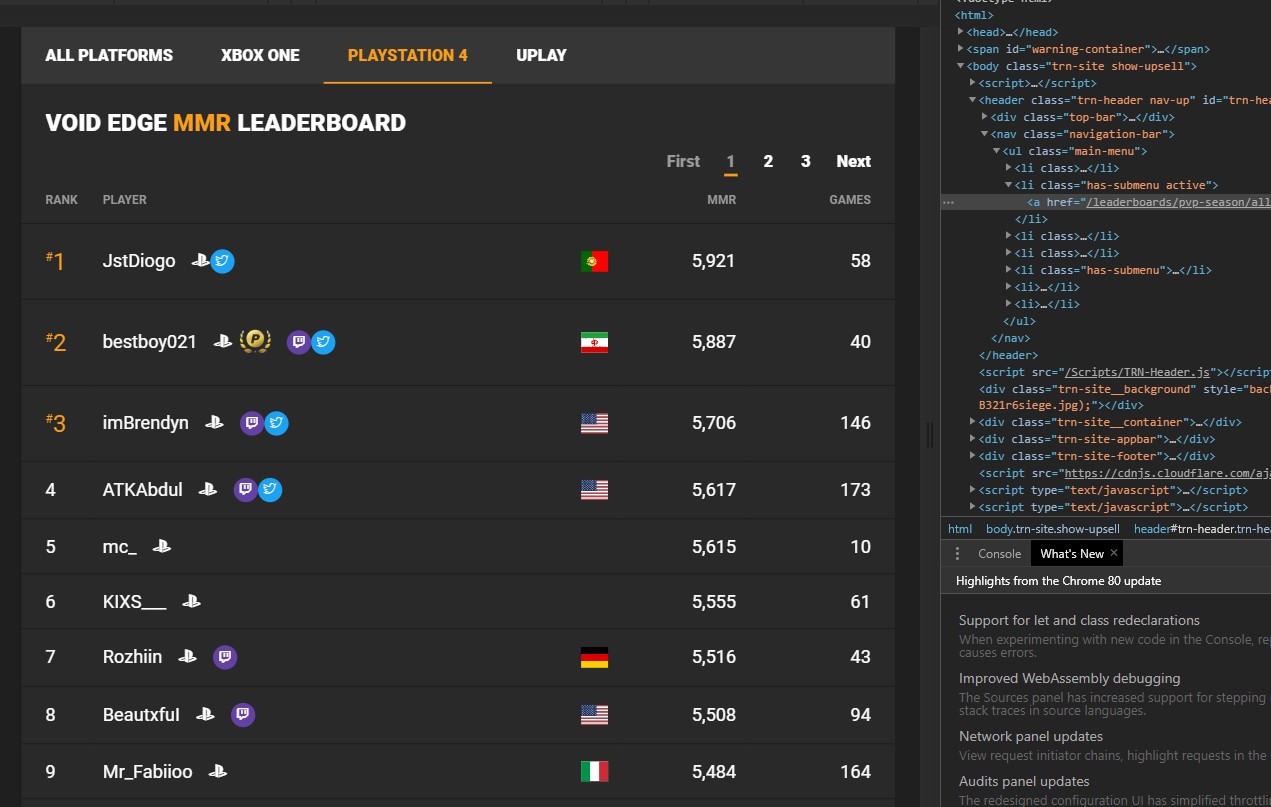 ALL PLATFORMS XBOX ONE PLAYSTATION 4 UPLAY
VOID EDGE MMR LEADERBOARD
First 1 2 3 Next
RANK PLAYER MMR GAMES
#1 JstDiogo 5,921 58
#2 bestboy021 P 5,887 40
#3 imBrendyn 5,706 146
4 ATKAbdul 5,617 173
5 mc_ 5,615 10
6 KIXS___ 5,555 61
7 Rozhiin 5,516 43
8 Beautxful 5,508 94
9 Mr_Fabiioo 5,484 164
<html>
<head>…</head>
<span id="warning-container">…</span>
<body class="trn-site show-upsell">
<script>…</script>
<header class="trn-header nav-up" id="trn-hea
<div class="top-bar">…</div>
<nav class="navigation-bar">
<ul class="main-menu">
<li class>…</li>
<li class="has-submenu active">
<a href="/leaderboards/pvp-season/all
</li>
<li class>…</li>
<li class>…</li>
<li class="has-submenu">…</li>
<li>…</li>
<li>…</li>
</ul>
</nav>
</header>
<script src="/Scripts/TRN-Header.js"></script
<div class="trn-site__background" style="bac
B321r6siege.jpg);"></div>
<div class="trn-site__container">…</div>
<div class="trn-site-appbar">…</div>
<div class="trn-site-footer">…</div>
<script src="https://cdnjs.cloudflare.com/aja
<script type="text/javascript">…</script>
<script type="text/javascript">…</script>
html body.trn-site.show-upsell header#trn-header.trn-hea
Console What's New ×
Highlights from the Chrome 80 update
Support for let and class redeclarations
When experimenting with new code in the Console, rep
causes errors.
Improved WebAssembly debugging
The Sources panel has increased support for stepping
stack traces in source languages.
Network panel updates
View request initiator chains, highlight requests in the
Audits panel updates
The redesigned configuration UI has simplified throttlin